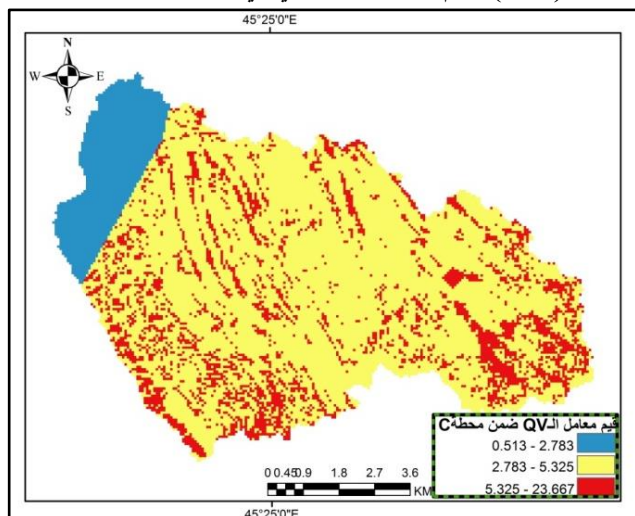 45°25'0"E
N
W E
S
قيم معامل الـQV ضمن محطةC
0.513 - 2.783
2.783 - 5.325
5.325 - 23.667
0 0.45 0.9 1.8 2.7 3.6
KM
45°25'0"E